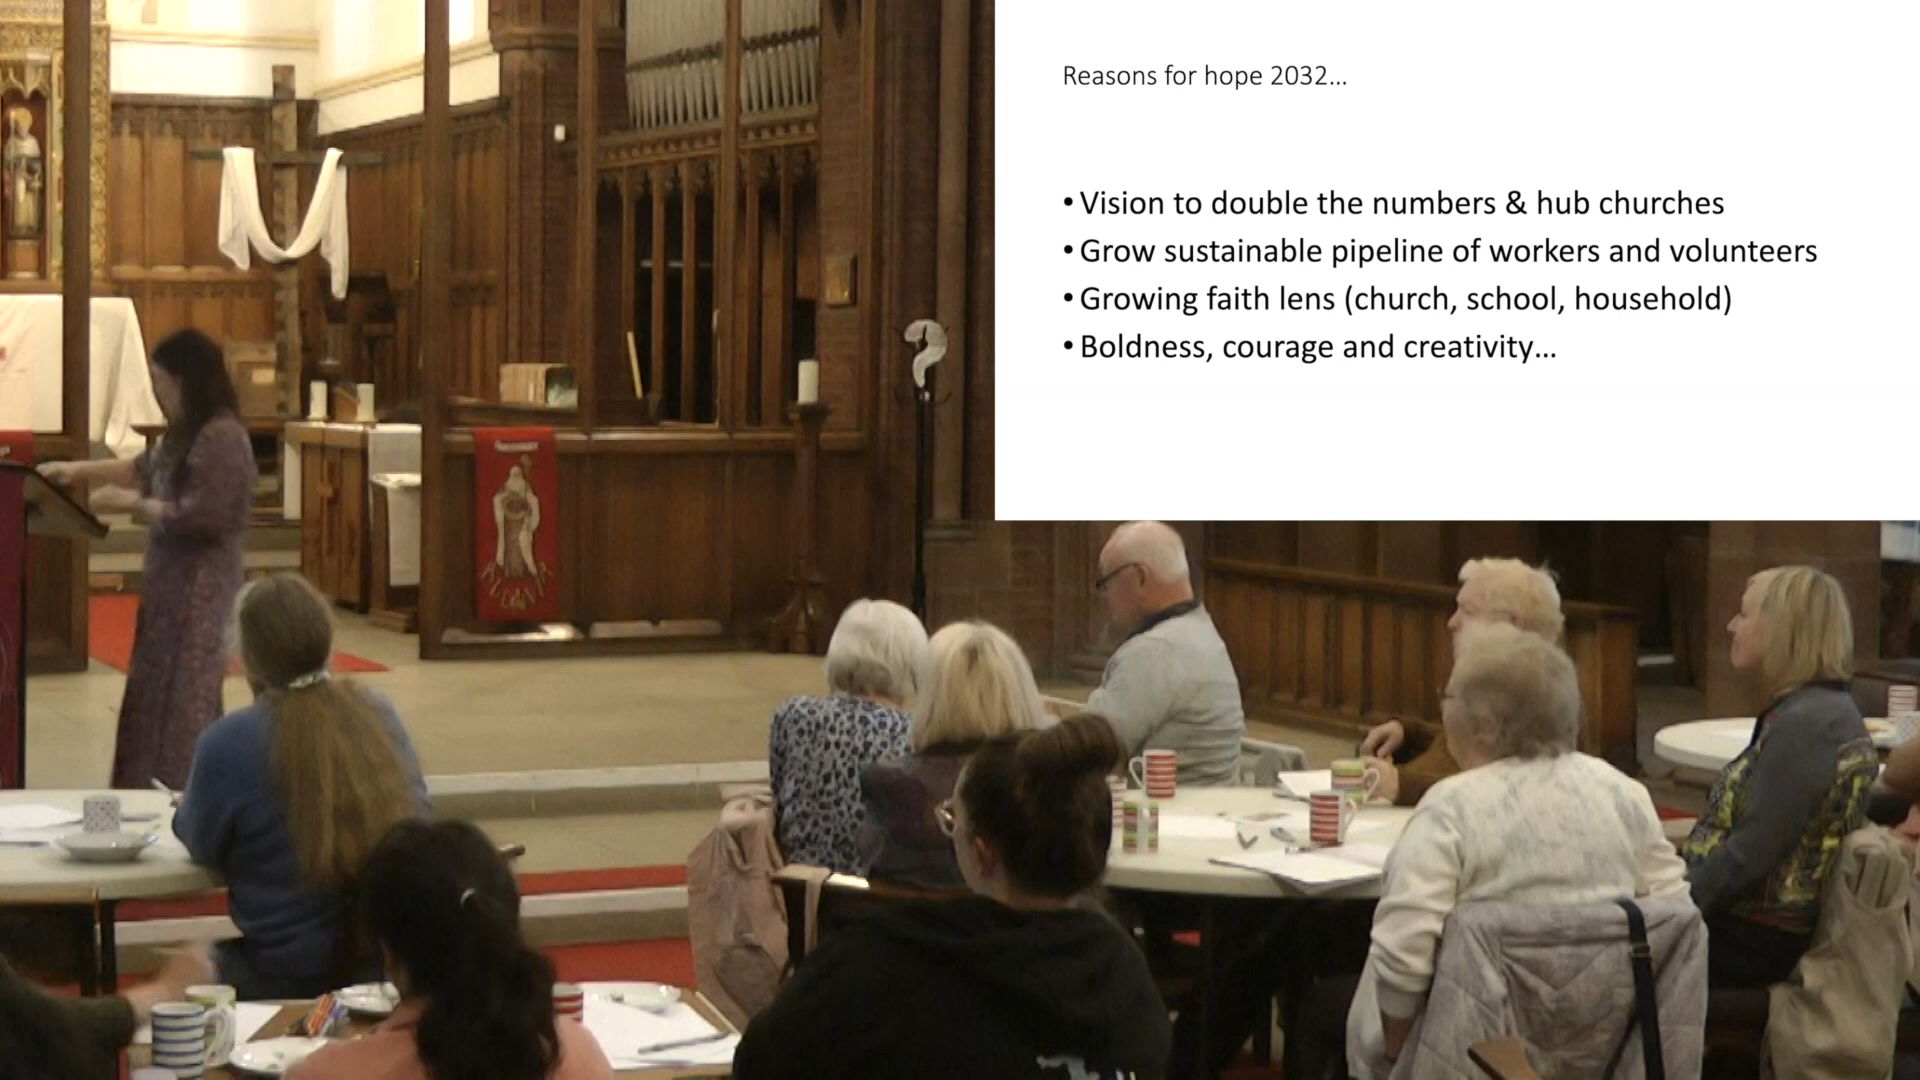 Reasons for hope 2032...
• Vision to double the numbers & hub churches
• Grow sustainable pipeline of workers and volunteers
• Growing faith lens (church, school, household)
• Boldness, courage and creativity...